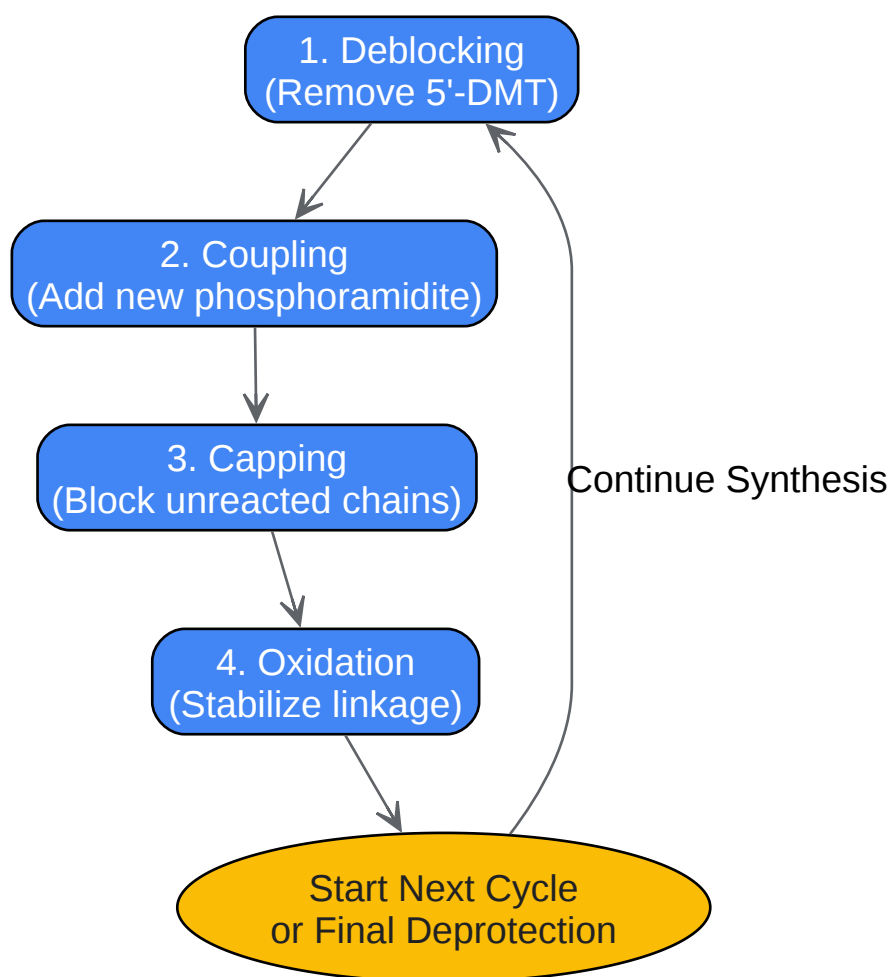 1. Deblocking
(Remove 5'-DMT)
2. Coupling
(Add new phosphoramidite)
3. Capping
(Block unreacted chains)
Continue Synthesis
4. Oxidation
(Stabilize linkage)
Start Next Cycle
or Final Deprotection